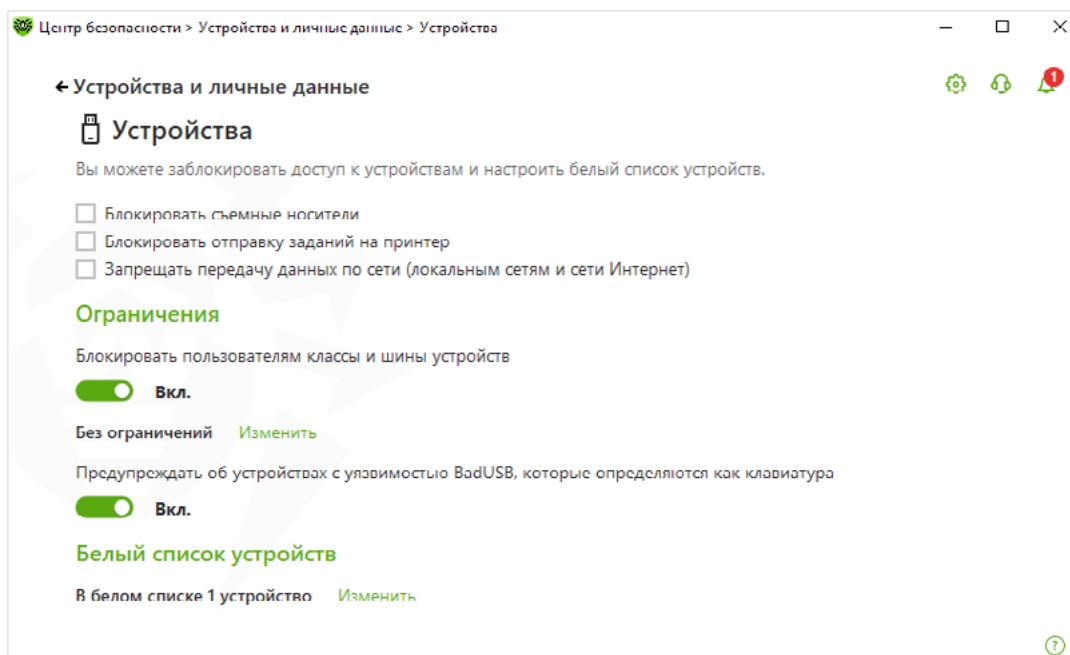 Центр безопасности > Устройства и личные данные > Устройства
1
Устройства и личные данные
Устройства
Вы можете заблокировать доступ к устройствам и настроить белый список устройств.
Блокировать съемные носители
Блокировать отправку заданий на принтер
Запрещать передачу данных по сети (локальным сетям и сети Интернет)
Ограничения
Блокировать пользователям классы и шины устройств
Вкл.
Без ограничений Изменить
Предупреждать об устройствах с уязвимостью BadUSB, которые определяются как клавиатура
Вкл.
Белый список устройств
В белом списке 1 устройство Изменить
?